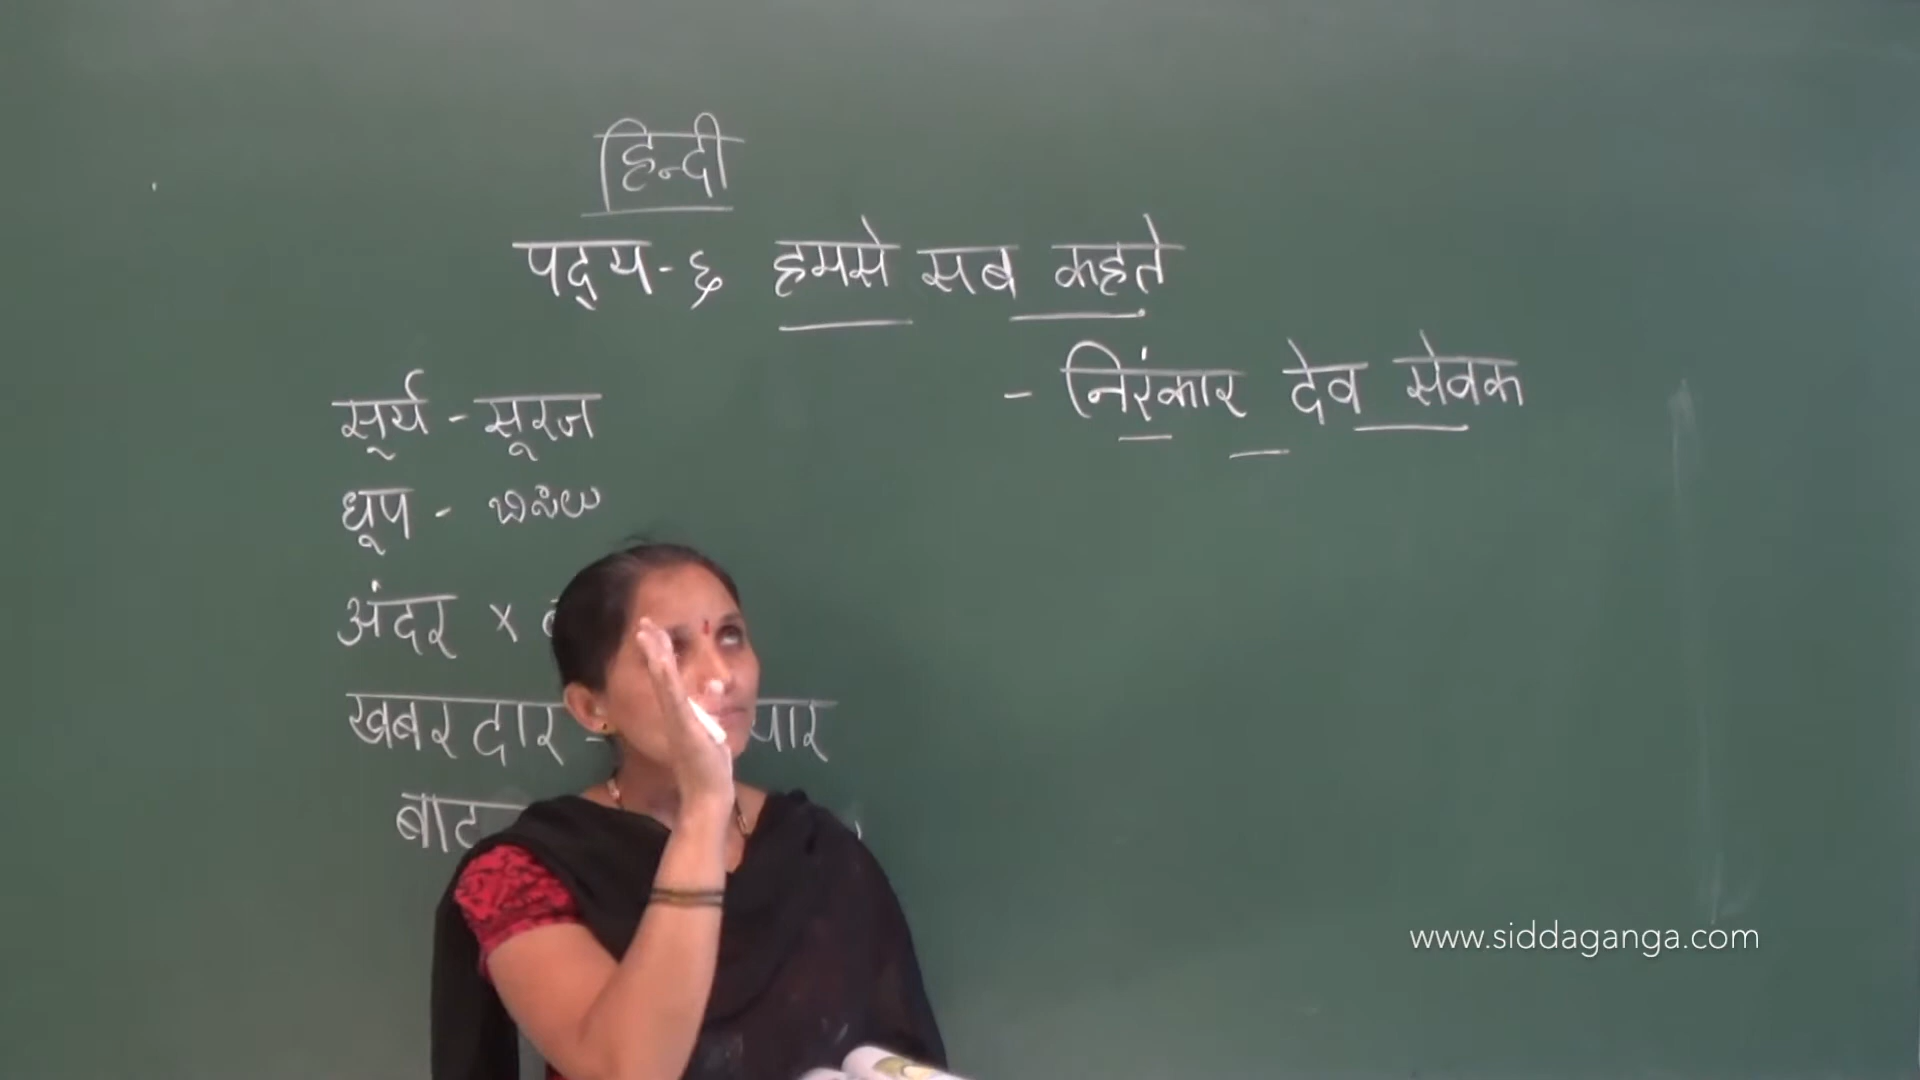 हिन्दी
पद्य - ६ हमसे सब कहते
- निरंकार देव सेवक
सूर्य - सूरज
धूप - ಬಿಸಿಲು
अंदर ×
खबरदार -
www.siddaganga.com